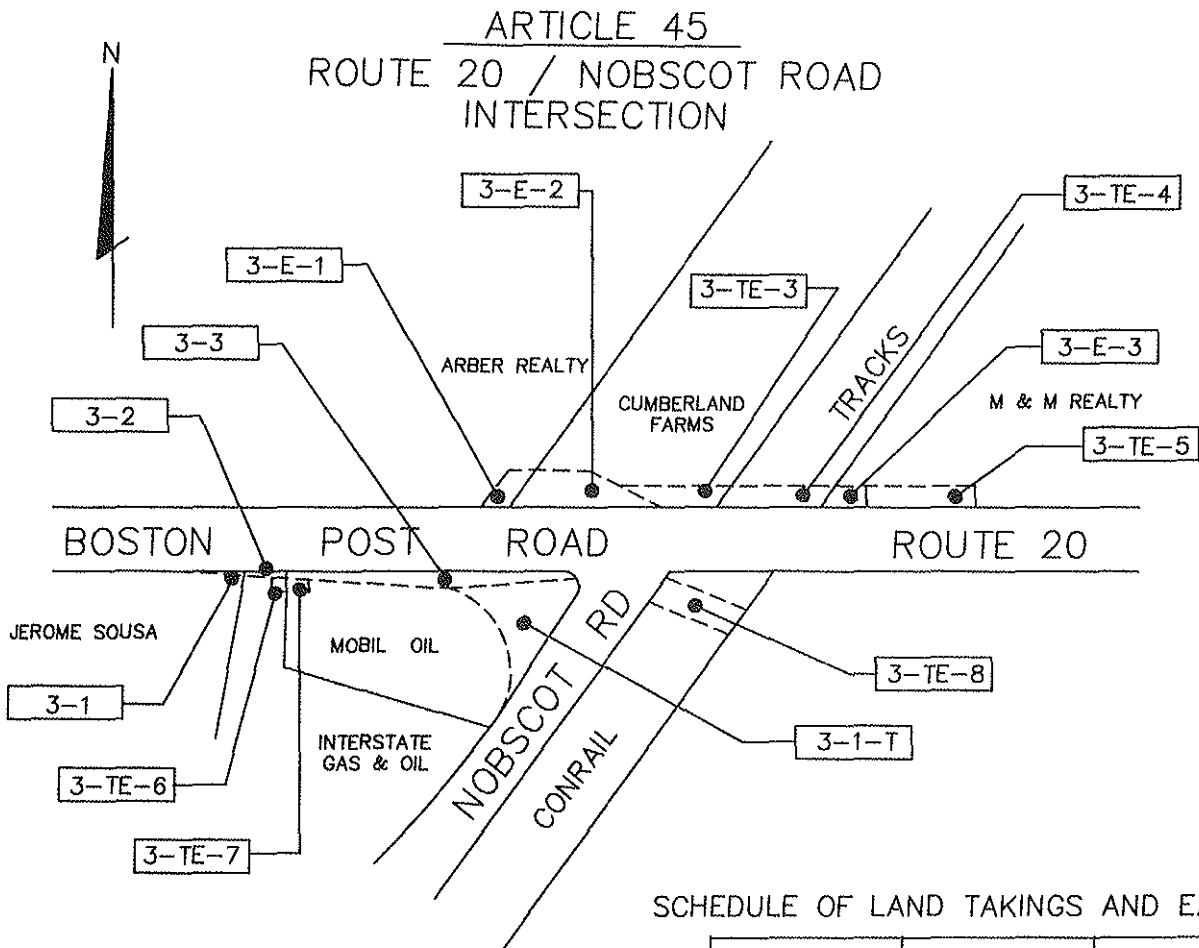 ARTICLE 45
ROUTE 20 / NOBSCOT ROAD
INTERSECTION
N
3-E-2
3-TE-4
3-E-1
3-TE-3
3-3
3-E-3
ARBER REALTY
TRACKS
3-2
CUMBERLAND
FARMS
M & M REALTY
3-TE-5
BOSTON POST ROAD
ROUTE 20
JEROME SOUSA
MOBIL OIL
NOBSCOT RD
3-TE-8
3-1
INTERSTATE
GAS & OIL
CONRAIL
3-1-T
3-TE-6
3-TE-7
SCHEDULE OF LAND TAKINGS AND